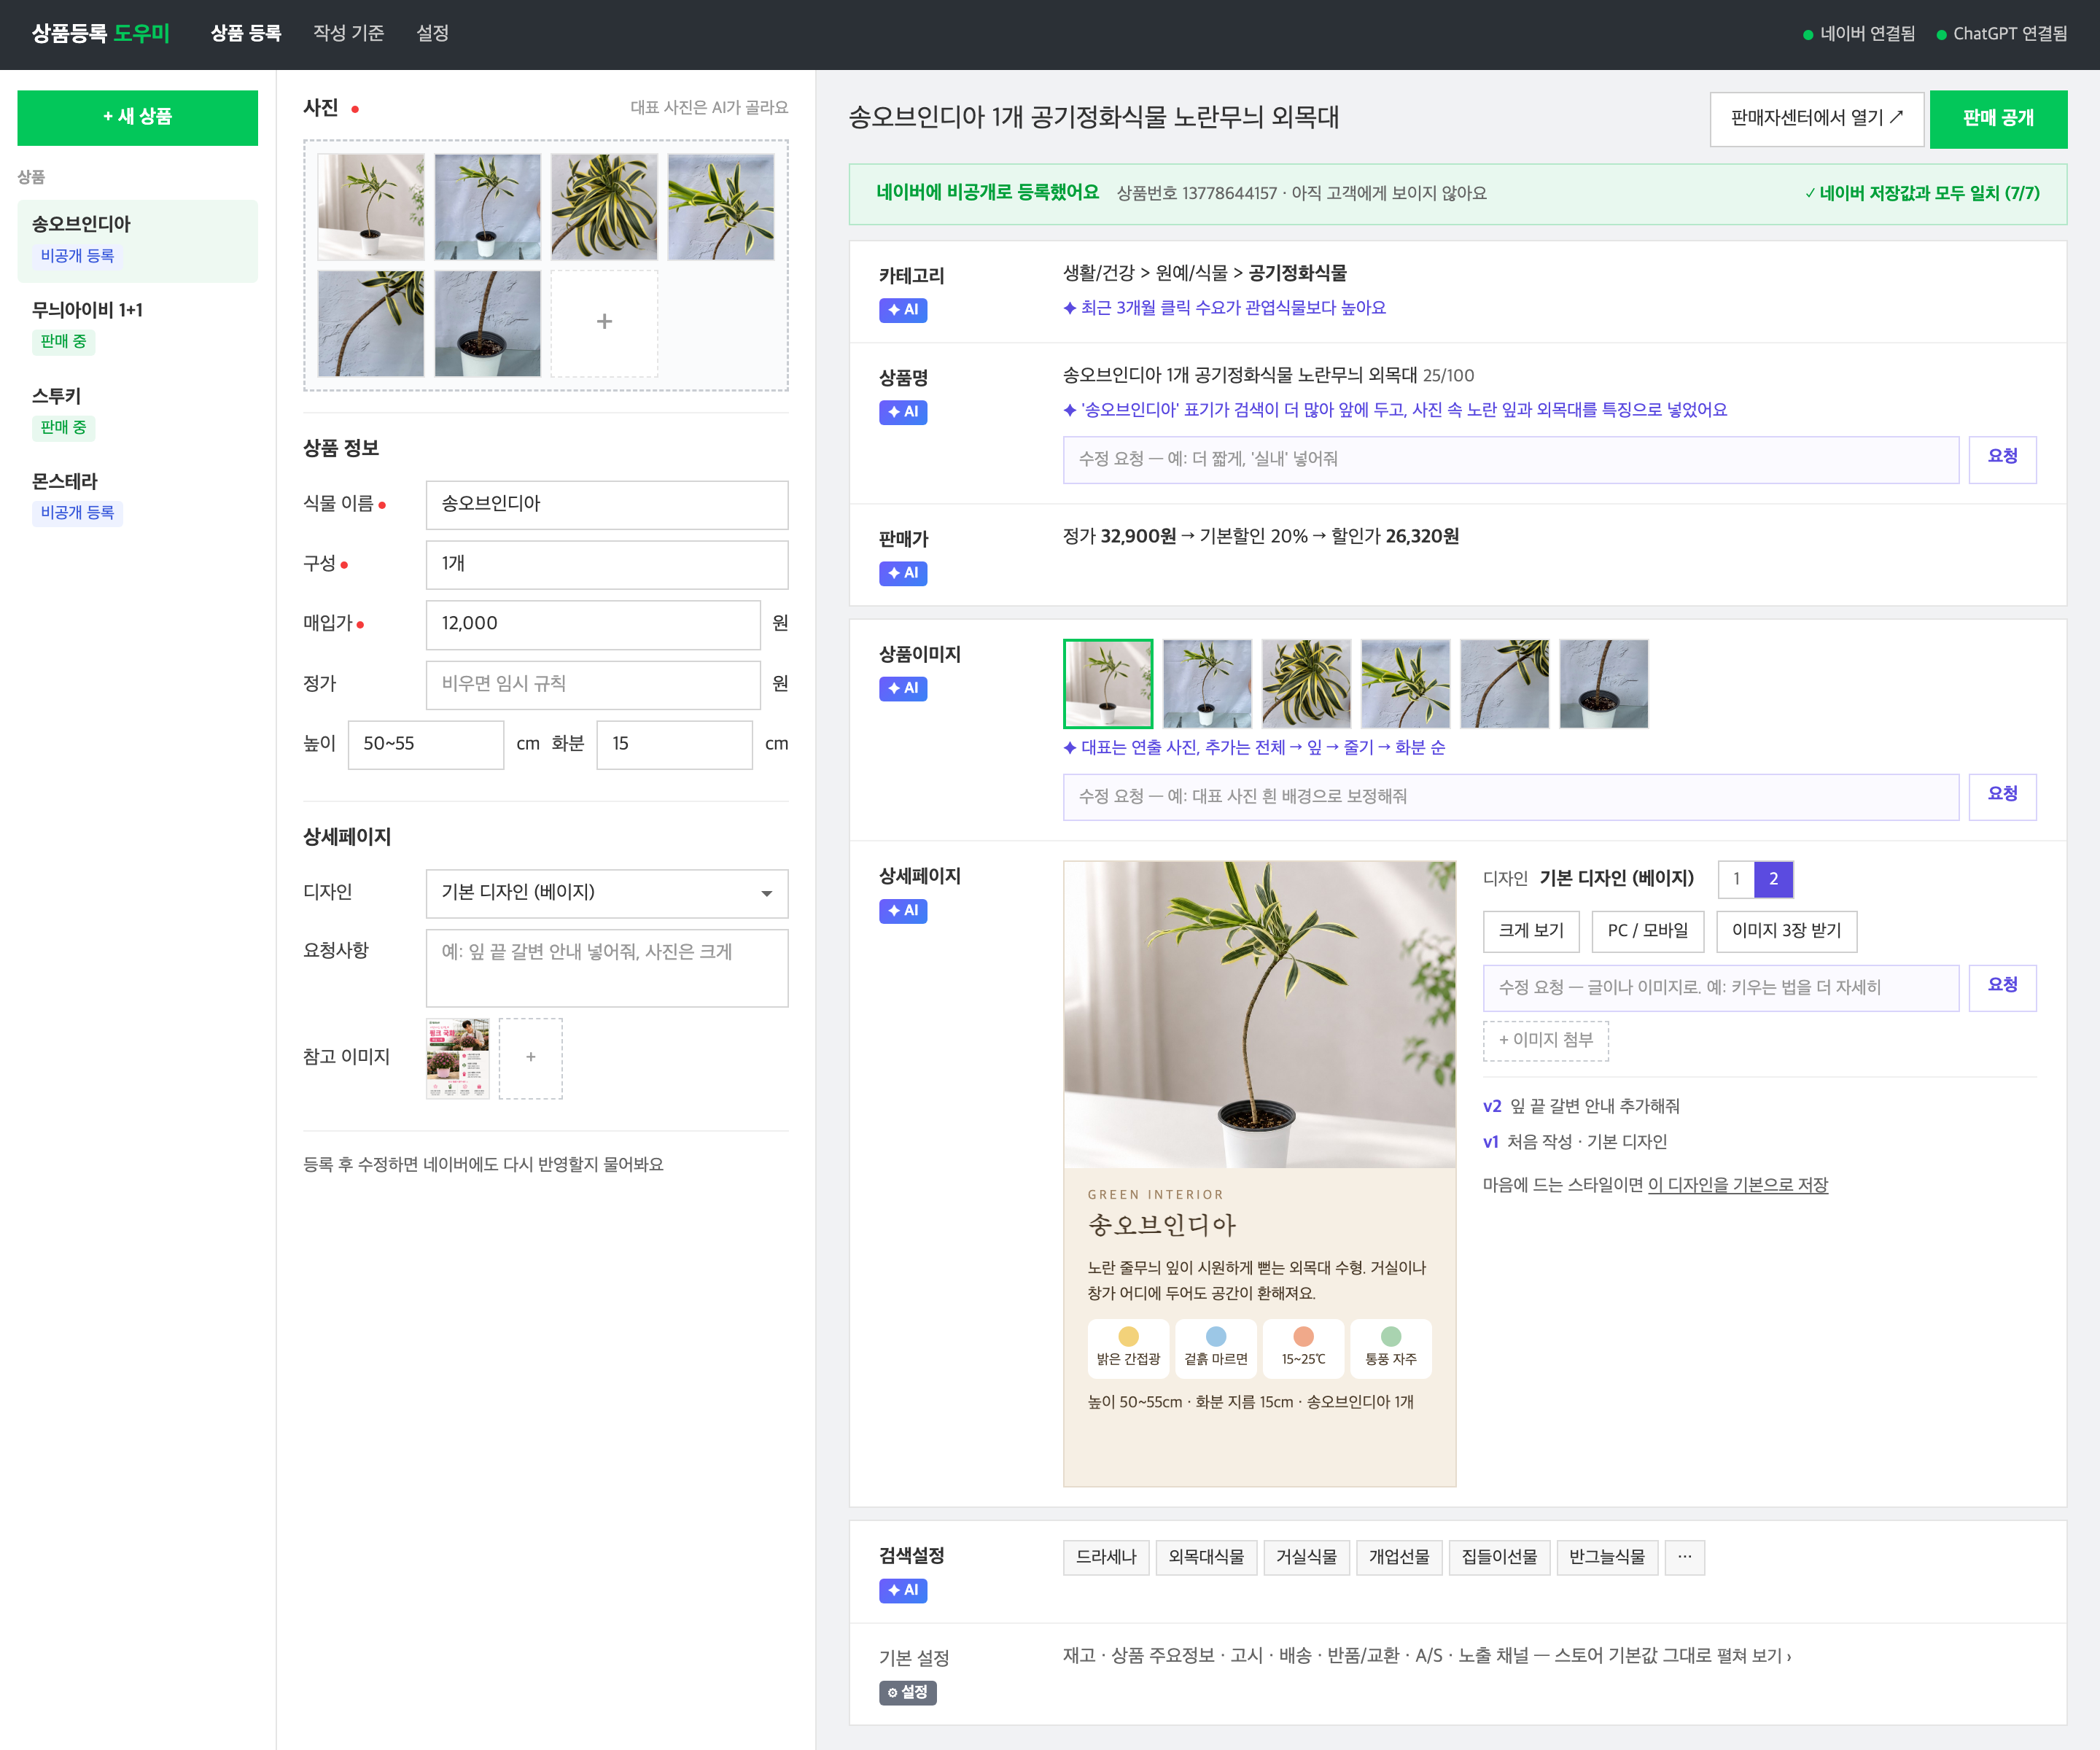 상품등록 도우미
상품 등록
작성 기준
설정
네이버 연결됨
ChatGPT 연결됨
+ 새 상품
상품
송오브인디아
비공개 등록
무늬아이비 1+1
판매 중
스투키
판매 중
몬스테라
비공개 등록
사진
대표 사진은 AI가 골라요
+
상품 정보
식물 이름
송오브인디아
구성
1개
매입가
12,000
원
정가
비우면 임시 규칙
원
높이
50~55
cm
화분
15
cm
상세페이지
디자인
기본 디자인 (베이지)
요청사항
예: 잎 끝 갈변 안내 넣어줘, 사진은 크게
참고 이미지
+
등록 후 수정하면 네이버에도 다시 반영할지 물어봐요
송오브인디아 1개 공기정화식물 노란무늬 외목대
판매자센터에서 열기 ↗
판매 공개
네이버에 비공개로 등록했어요 상품번호 13778644157 · 아직 고객에게 보이지 않아요
✓ 네이버 저장값과 모두 일치 (7/7)
카테고리
✦ AI
생활/건강 > 원예/식물 > 공기정화식물
✦ 최근 3개월 클릭 수요가 관엽식물보다 높아요
상품명
✦ AI
송오브인디아 1개 공기정화식물 노란무늬 외목대 25/100
✦ '송오브인디아' 표기가 검색이 더 많아 앞에 두고, 사진 속 노란 잎과 외목대를 특징으로 넣었어요
수정 요청 — 예: 더 짧게, '실내' 넣어줘
요청
판매가
✦ AI
정가 32,900원 → 기본할인 20% → 할인가 26,320원
상품이미지
✦ AI
✦ 대표는 연출 사진, 추가는 전체 → 잎 → 줄기 → 화분 순
수정 요청 — 예: 대표 사진 흰 배경으로 보정해줘
요청
상세페이지
✦ AI
GREEN INTERIOR
송오브인디아
노란 줄무늬 잎이 시원하게 뻗는 외목대 수형. 거실이나
창가 어디에 두어도 공간이 환해져요.
밝은 간접광
겉흙 마르면
15~25℃
통풍 자주
높이 50~55cm · 화분 지름 15cm · 송오브인디아 1개
디자인 기본 디자인 (베이지)
1
2
크게 보기
PC / 모바일
이미지 3장 받기
수정 요청 — 글이나 이미지로. 예: 키우는 법을 더 자세히
요청
+ 이미지 첨부
v2 잎 끝 갈변 안내 추가해줘
v1 처음 작성 · 기본 디자인
마음에 드는 스타일이면 이 디자인을 기본으로 저장
검색설정
✦ AI
드라세나
외목대식물
거실식물
개업선물
집들이선물
반그늘식물
⋯
기본 설정
⚙ 설정
재고 · 상품 주요정보 · 고시 · 배송 · 반품/교환 · A/S · 노출 채널 — 스토어 기본값 그대로 펼쳐 보기 ›